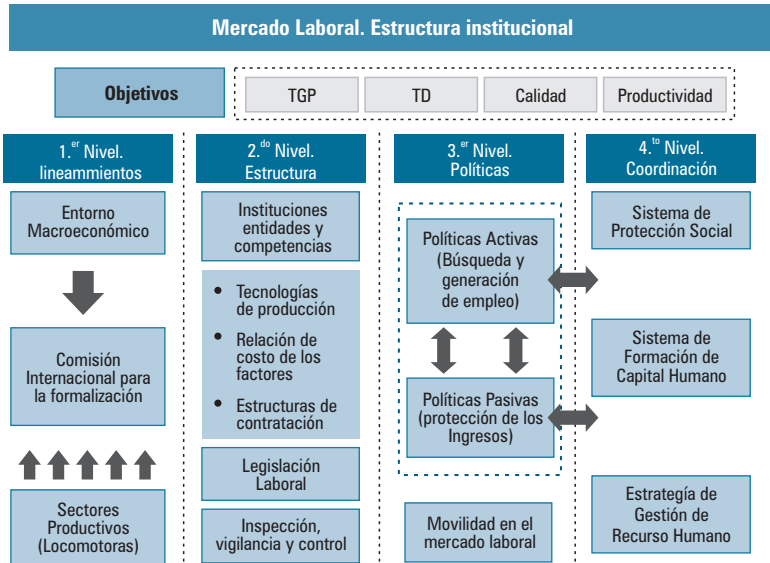 Mercado Laboral. Estructura institucional
Objetivos
TGP
TD
Calidad
Productividad
1.er Nivel.
lineammientos
Entorno
Macroeconómico
Comisión
Internacional para
la formalización
Sectores
Productivos
(Locomotoras)
2.do Nivel.
Estructura
Instituciones
entidades y
competencias
• Tecnologías
de producción
• Relación de
costo de los
factores
• Estructuras de
contratación
Legislación
Laboral
Inspección,
vigilancia y control
3.er Nivel.
Políticas
Políticas Activas
(Búsqueda y
generación
de empleo)
Políticas Pasivas
(protección de los
Ingresos)
Movilidad en el
mercado laboral
4.to Nivel.
Coordinación
Sistema de
Protección Social
Sistema de
Formación de
Capital Humano
Estrategía de
Gestión de
Recurso Humano